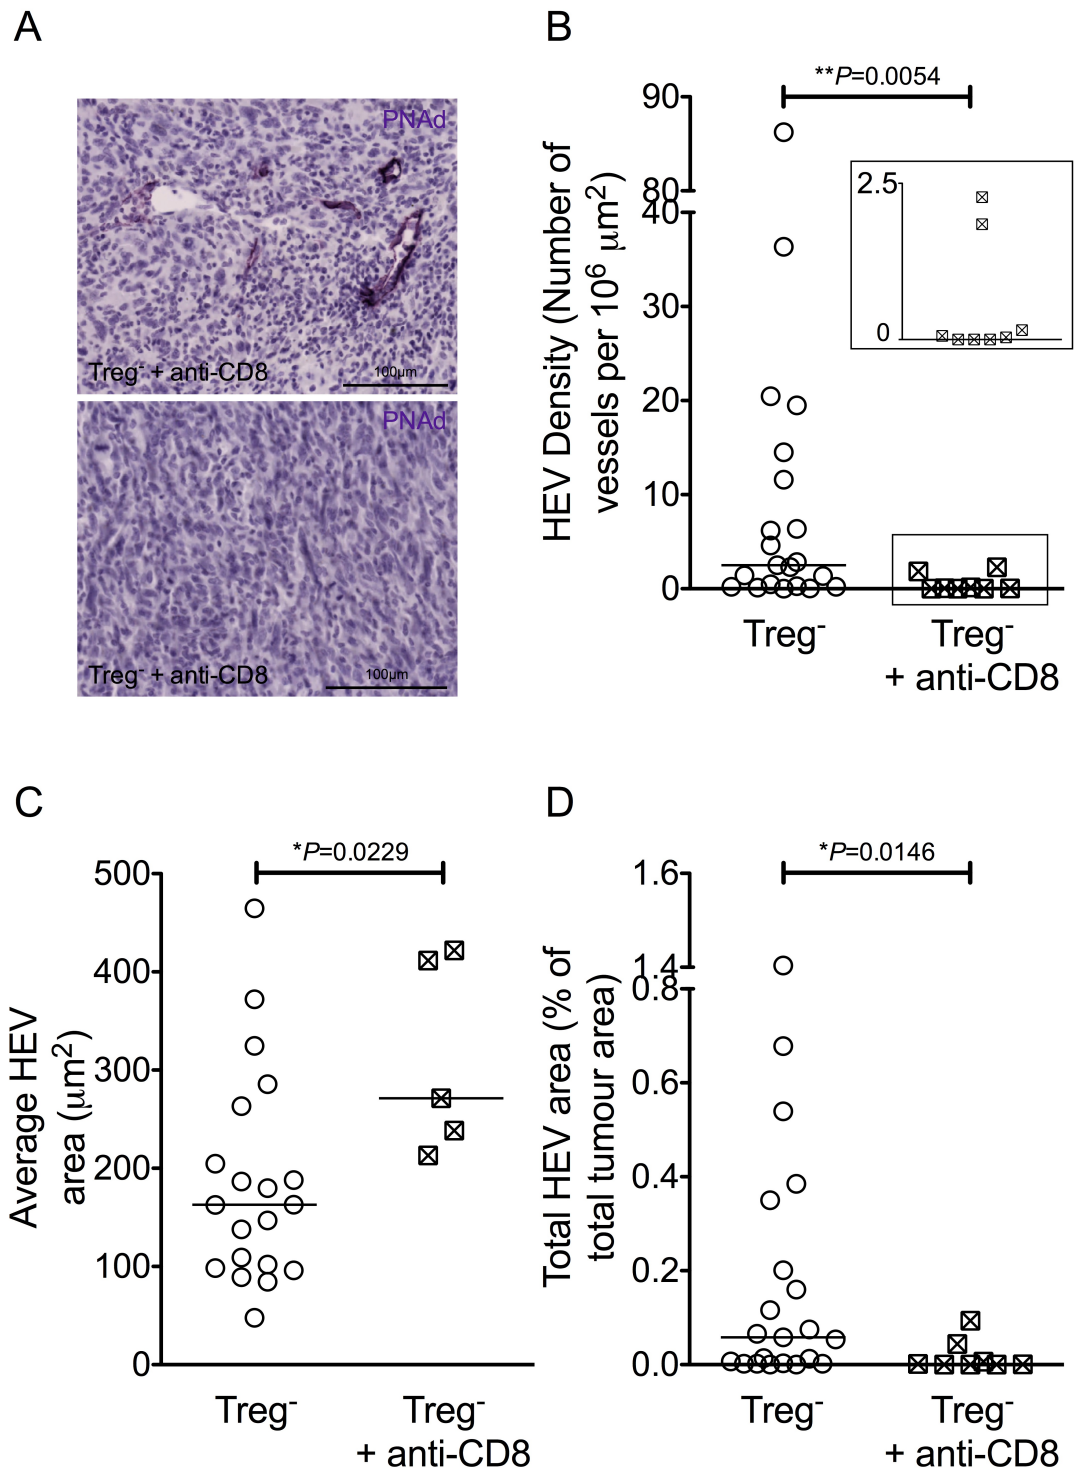 A
PNAd
Treg⁻ + anti-CD8
100µm
PNAd
Treg⁻ + anti-CD8
100µm
B
**P=0.0054
HEV Density (Number of
vessels per 10⁶ µm²)
90
80
40
30
20
10
0
2.5
0
Treg⁻
Treg⁻
+ anti-CD8
C
*P=0.0229
Average HEV
area (µm²)
500
400
300
200
100
0
Treg⁻
Treg⁻
+ anti-CD8
D
*P=0.0146
Total HEV area (% of
total tumour area)
1.6
1.4
0.8
0.6
0.4
0.2
0.0
Treg⁻
Treg⁻
+ anti-CD8